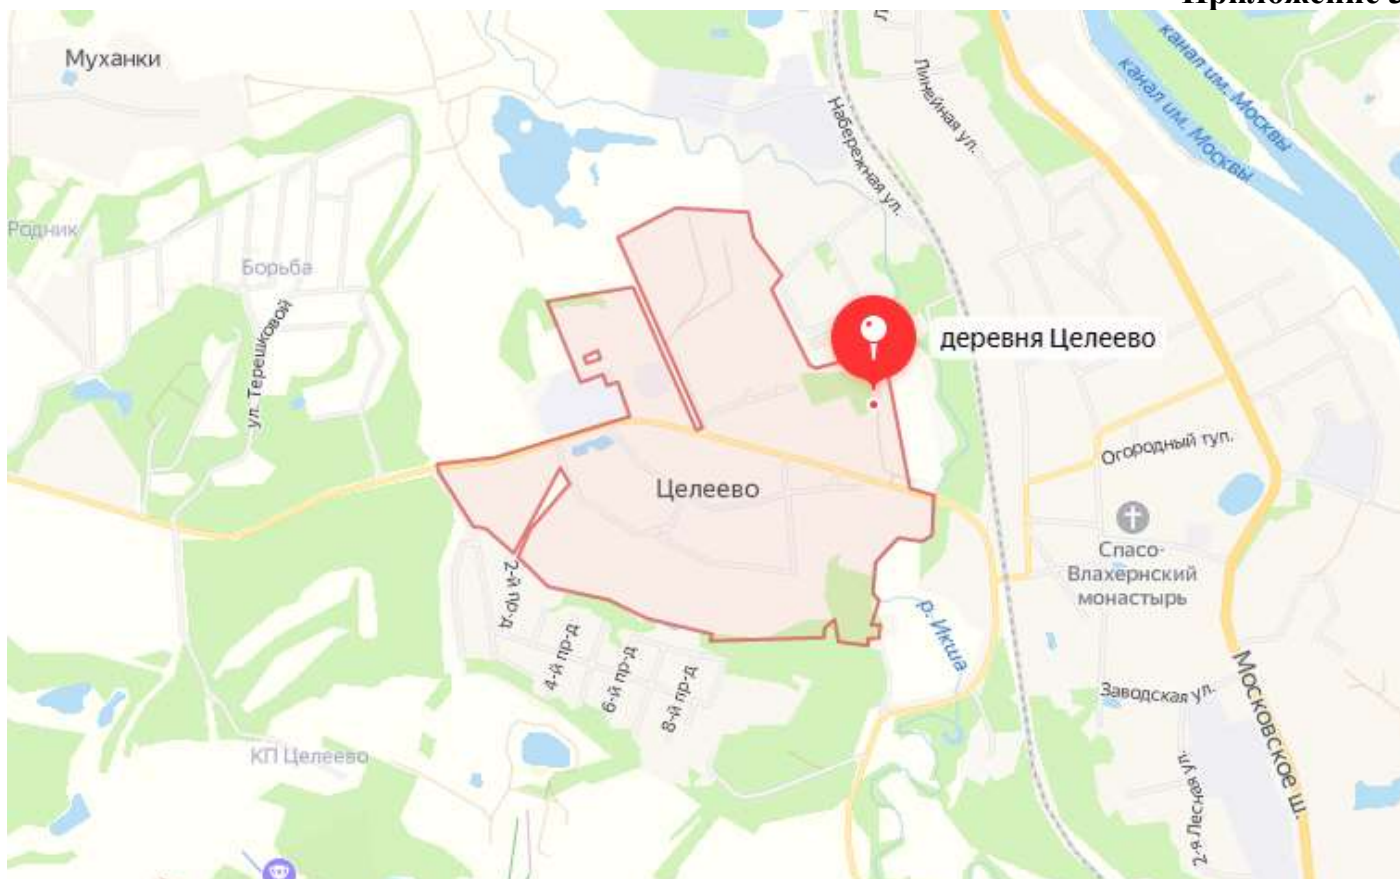 Приложение
Муханки
канал им. Москвы
канал им. Москвы
Линейная ул.
Набережная ул.
Родник
Борьба
ул. Терешковой
деревня Целеево
Огородный туп.
Целеево
Спасо-
Влахернский
монастырь
2-й пр-д
4-й пр-д
6-й пр-д
8-й пр-д
р. Икша
Заводская ул.
Московское ш.
КП Целеево
2-я Лесная ул.